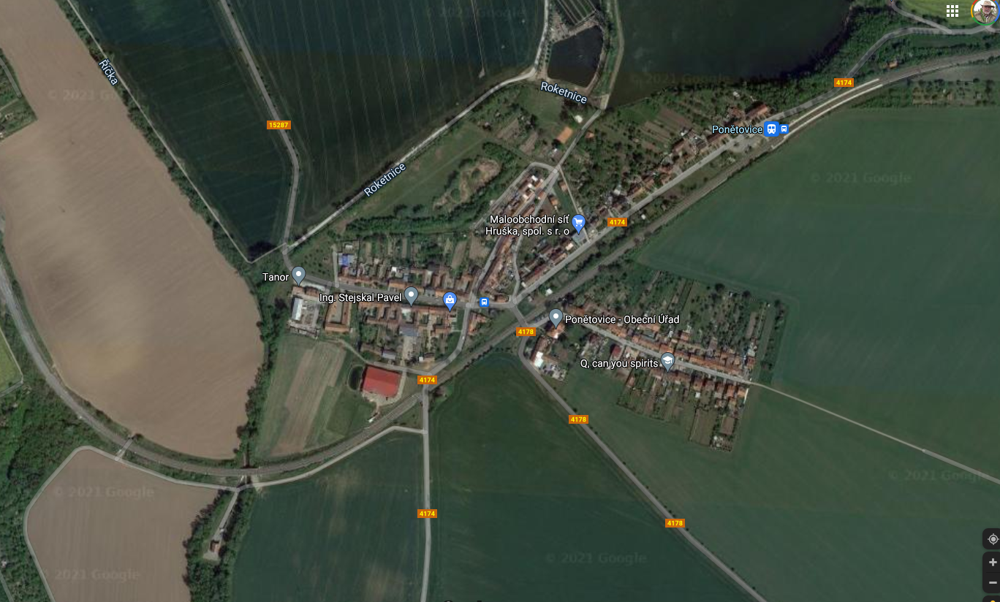 © 2021 Google
Říčka
© 2021 Google
2021 Google
Roketnice
4174
15287
Ponětovice
Roketnice
© 2021 Google
Maloobchodní síť
Hruška, spol. s r. o
4174
Tanor
Ing. Stejskal Pavel
Ponětovice - Obecní Úřad
4178
Q, can you spirits
4174
4178
© 2021 Google
© 2021 Google
4174
4178
© 2021 Google
2021 Google